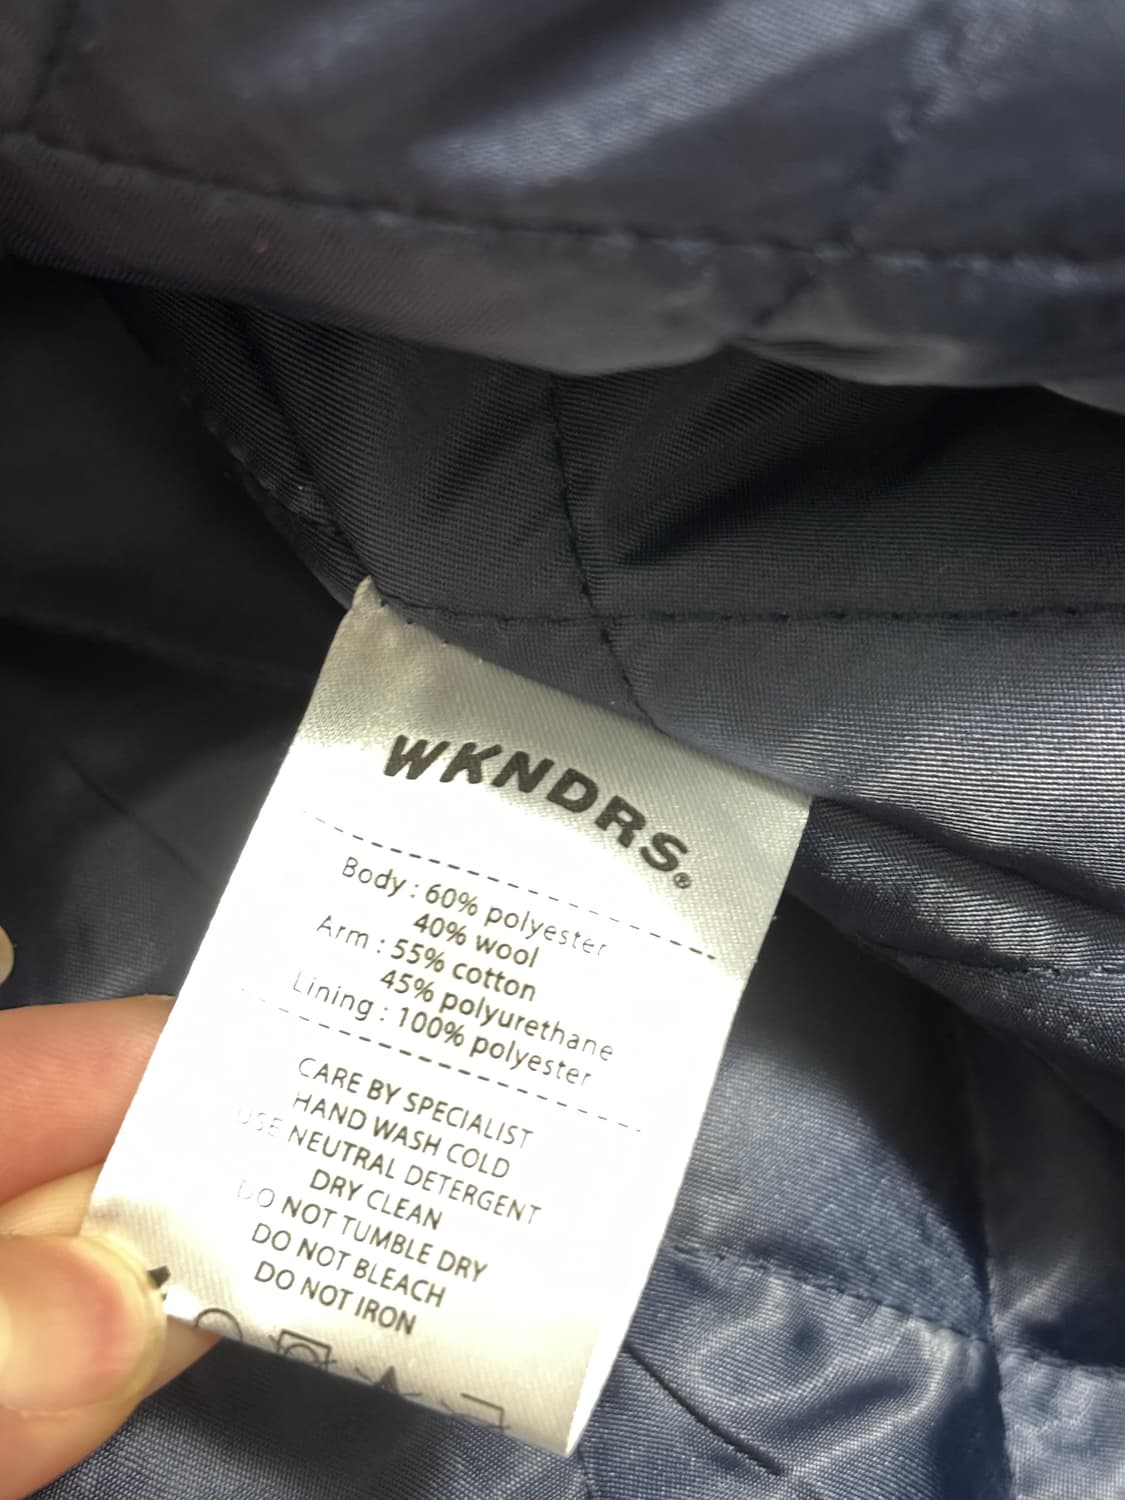 WKNDRS®
Body : 60% polyester
40% wool
Arm : 55% cotton
45% polyurethane
Lining : 100% polyester
CARE BY SPECIALIST
HAND WASH COLD
USE NEUTRAL DETERGENT
DRY CLEAN
DO NOT TUMBLE DRY
DO NOT BLEACH
DO NOT IRON